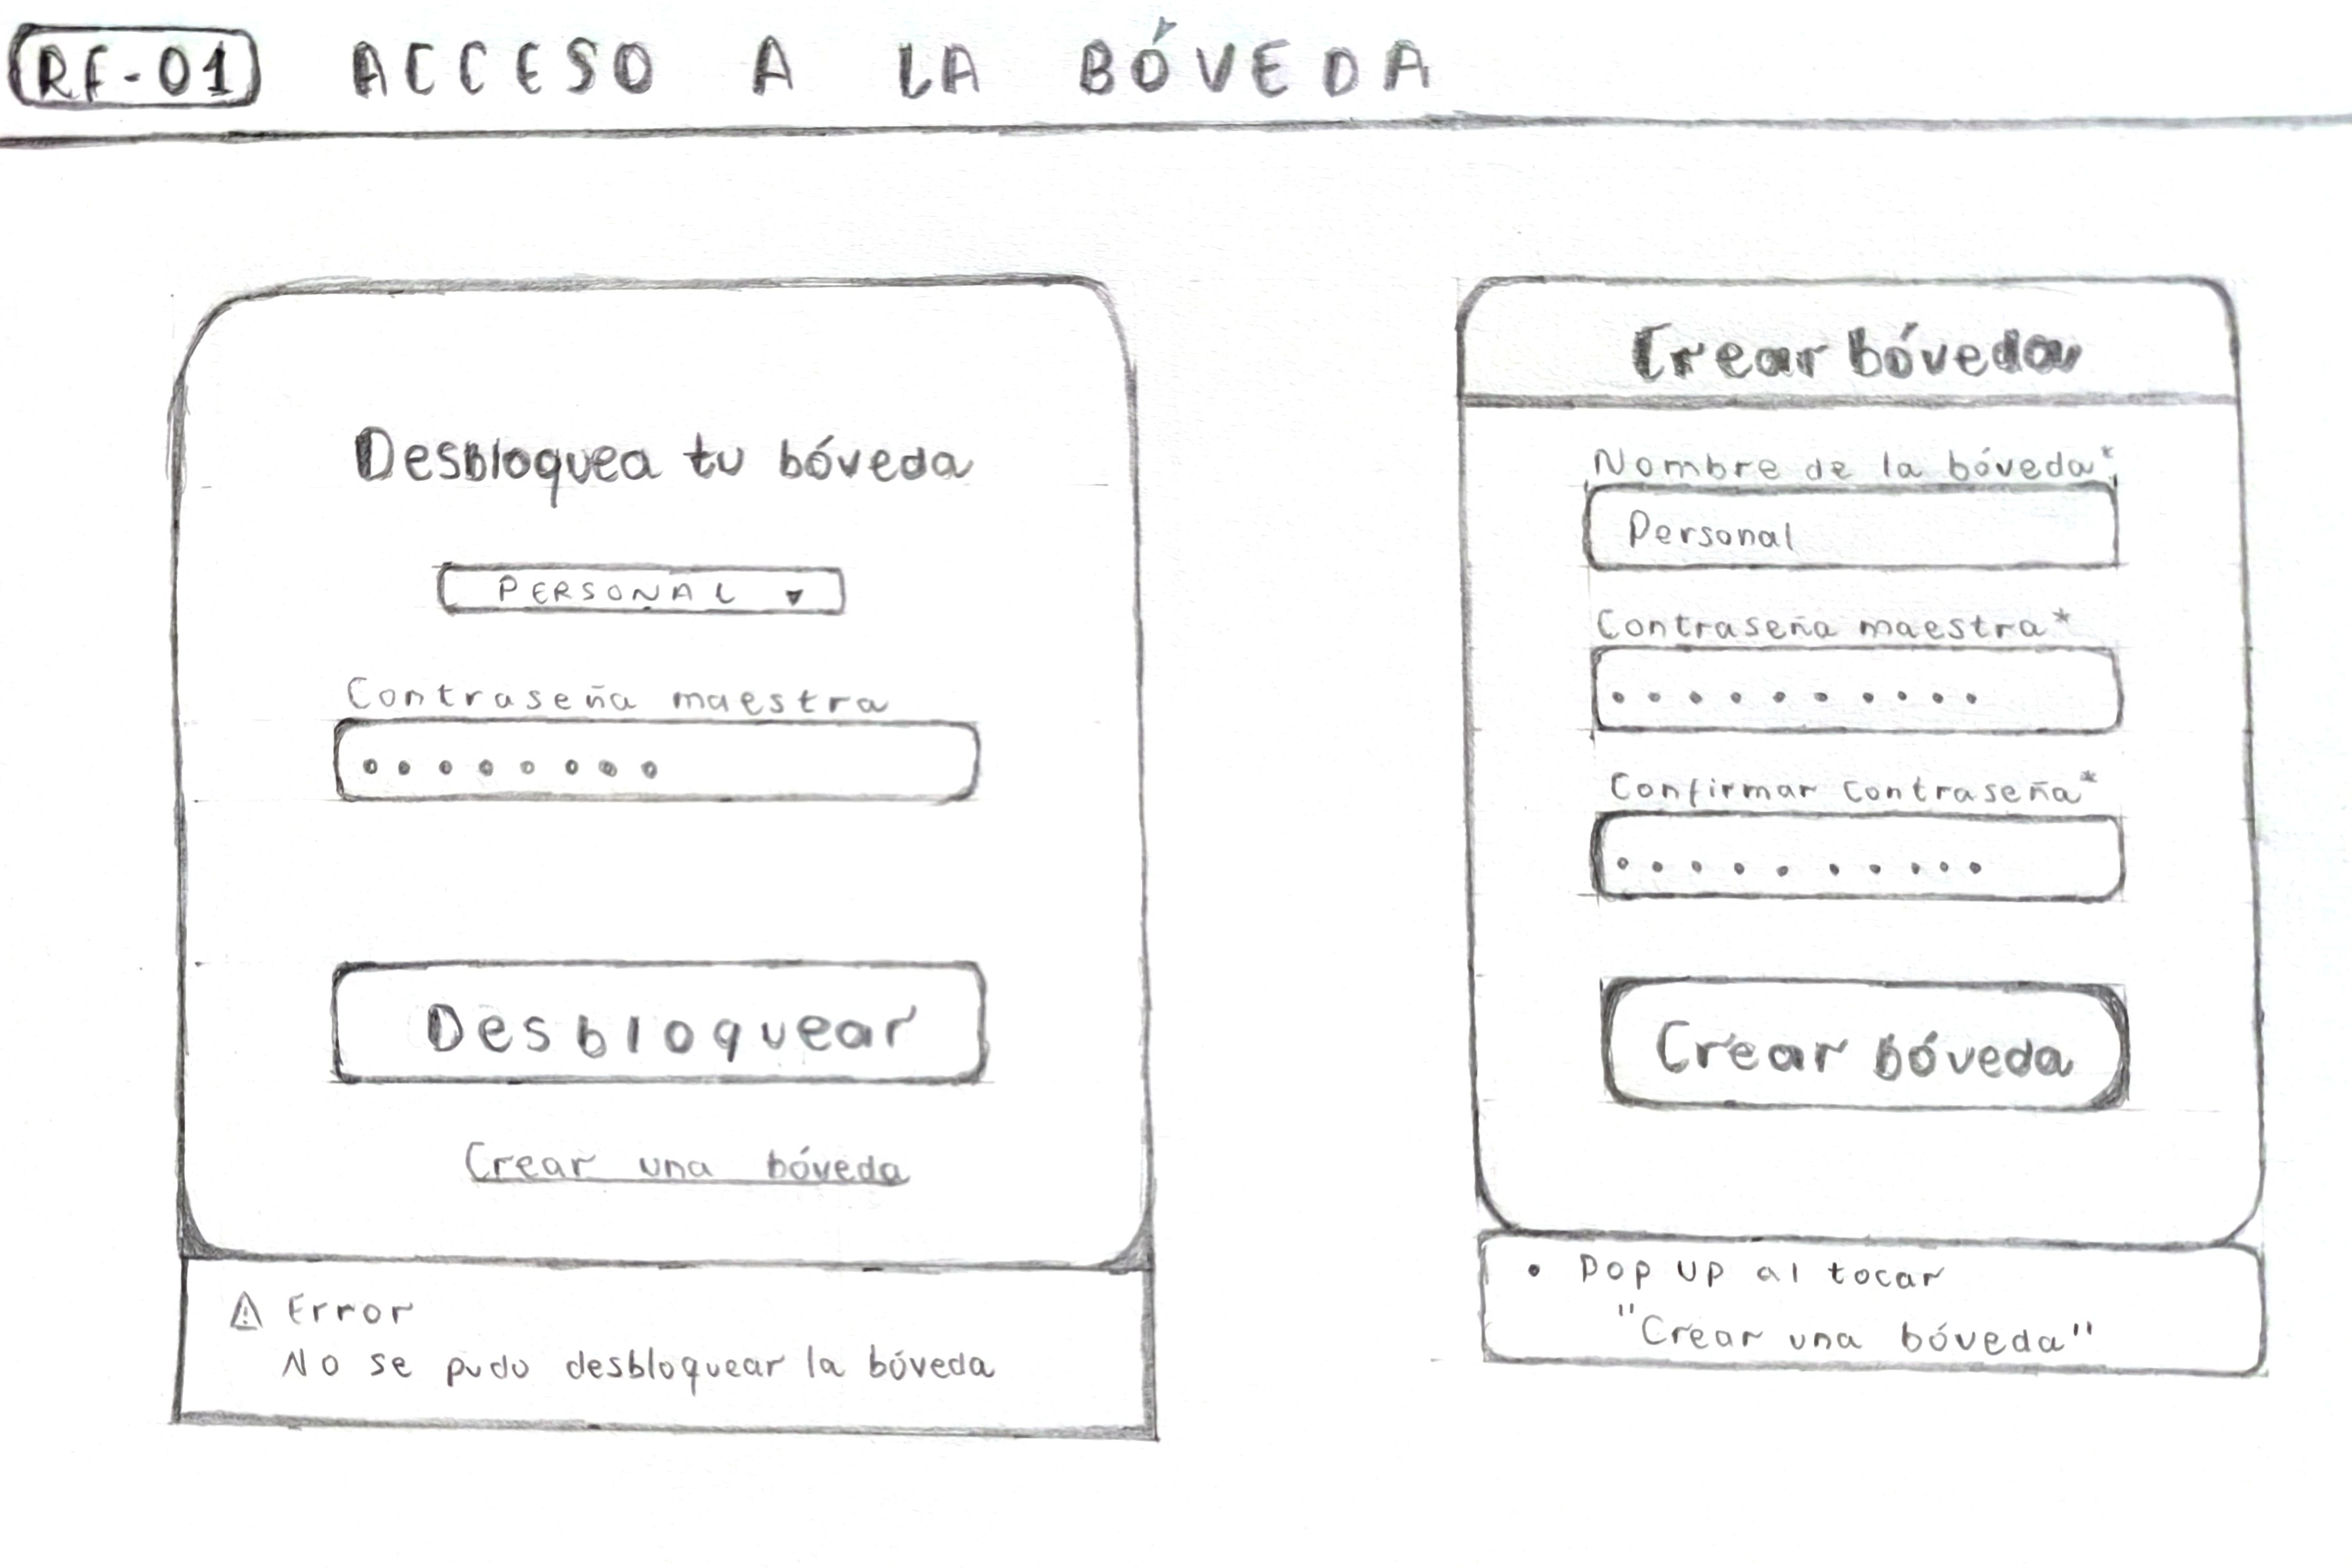 RF-01 ACCESO A LA BÓVEDA
Desbloquea tu bóveda
PERSONAL ▼
Contraseña maestra
Desbloquear
Crear una bóveda
⚠ Error
No se pudo desbloquear la bóveda
Crear bóveda
Nombre de la bóveda*
Personal
Contraseña maestra*
Confirmar contraseña*
Crear bóveda
• Pop up al tocar
"Crear una bóveda"